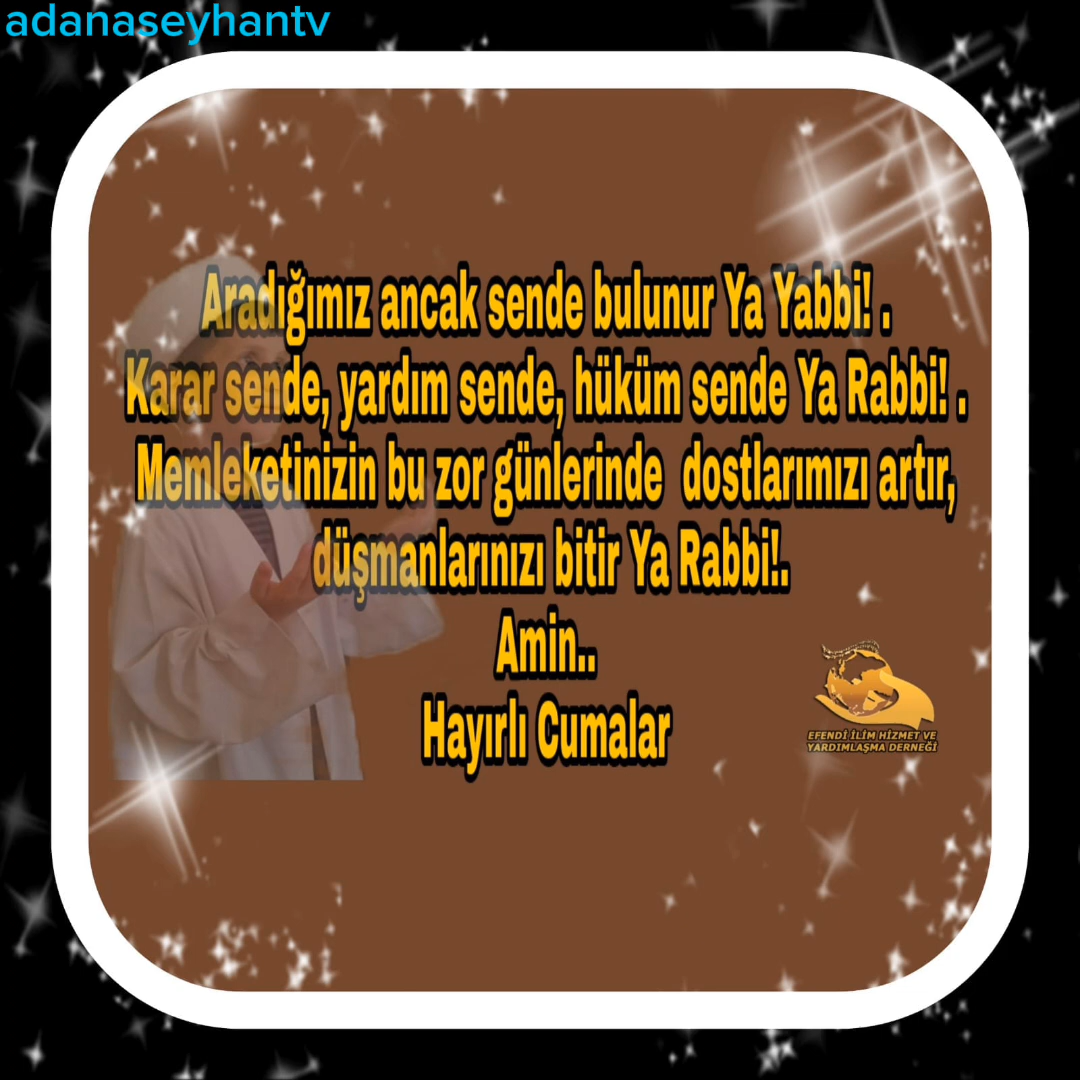 adanaseyhantv
Aradığımız ancak sende bulunur Ya Yabbi! .
Karar sende, yardım sende, hüküm sende Ya Rabbi! .
Memleketinizin bu zor günlerinde dostlarımızı artır,
düşmanlarınızı bitir Ya Rabbi!..
Amin..
Hayırlı Cumalar
EFENDİ İLİM HİZMET VE
YARDIMLAŞMA DERNEĞİ